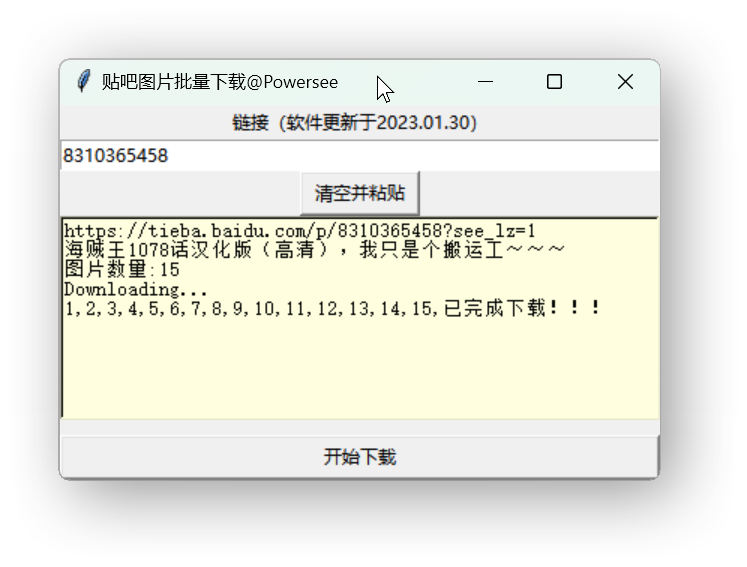 贴吧图片批量下载@Powersee
链接（软件更新于2023.01.30）
8310365458
清空并粘贴
https://tieba.baidu.com/p/8310365458?see_lz=1
海贼王1078话汉化版（高清），我只是个搬运工～～～
图片数量:15
Downloading...
1,2,3,4,5,6,7,8,9,10,11,12,13,14,15,已完成下载！！！
开始下载